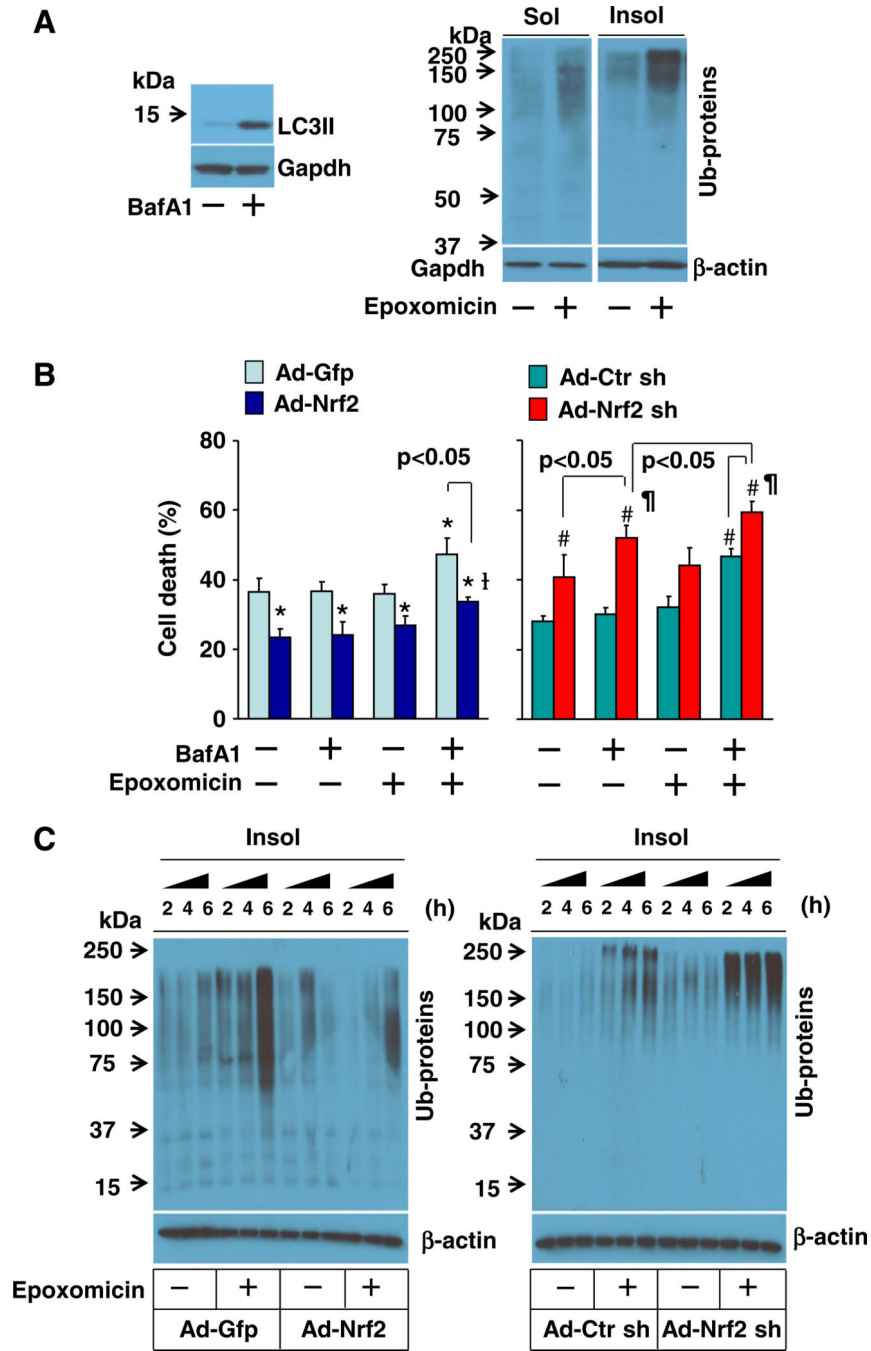 A
Sol Insol
kDa
250
150
100
75
50
37
Ub-proteins
Gapdh β-actin
Epoxomicin − + − +
kDa
15
LC3II
Gapdh
BafA1 − +
B
Ad-Gfp
Ad-Nrf2
Ad-Ctr sh
Ad-Nrf2 sh
Cell death (%)
80
60
40
20
0
p<0.05
* * * * * * ƚ
p<0.05 p<0.05
# # ¶ # # ¶
BafA1 − + − + − + − +
Epoxomicin − − + + − − + +
C
Insol
2 4 6 2 4 6 2 4 6 2 4 6 (h)
kDa
250
150
100
75
37
15
Ub-proteins
β-actin
Epoxomicin − + − +
Ad-Gfp Ad-Nrf2
Insol
2 4 6 2 4 6 2 4 6 2 4 6 (h)
kDa
250
150
100
75
37
15
Ub-proteins
β-actin
− + − +
Ad-Ctr sh Ad-Nrf2 sh